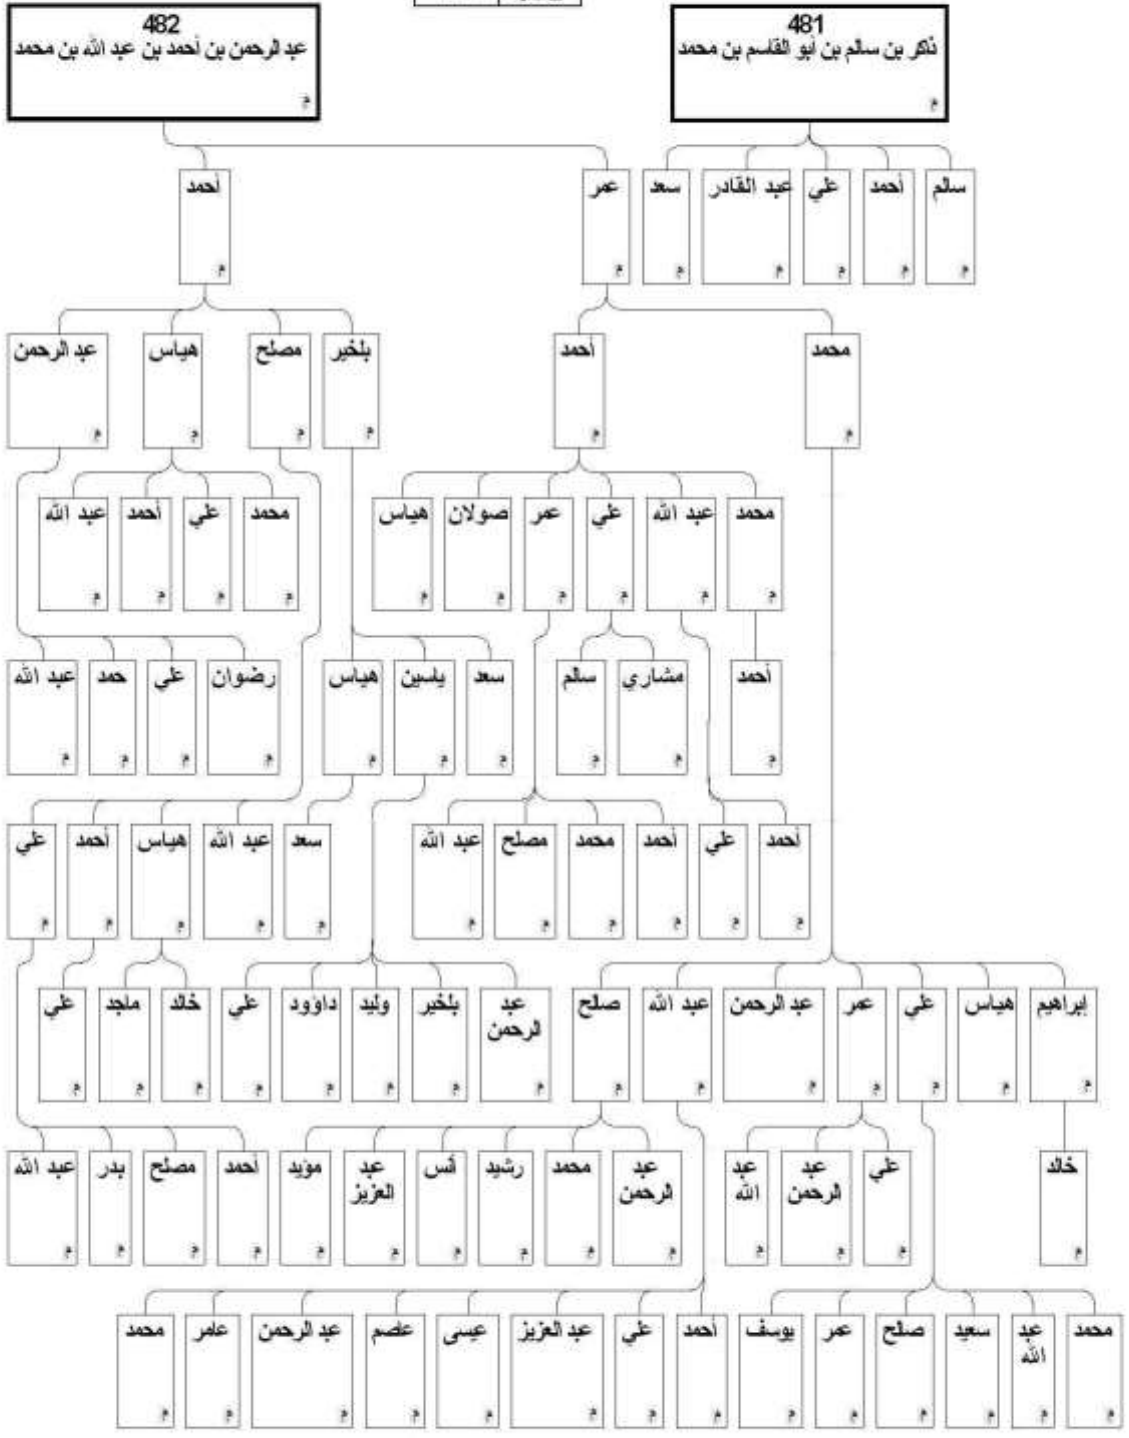 481
ذاكر بن سالم بن أبو القاسم بن محمد
م
482
عبد الرحمن بن أحمد بن عبد الله بن محمد
م
سالم
م
أحمد
م
علي
م
عبد القادر
م
سعد
م
عمر
م
أحمد
م
محمد
م
أحمد
م
بلخير
م
مصلح
م
هياس
م
عبد الرحمن
م
محمد
م
عبد الله
م
علي
م
عمر
م
صولان
م
هياس
م
محمد
م
علي
م
أحمد
م
عبد الله
م
أحمد
م
مشاري
م
سالم
م
سعد
م
ياسين
م
هياس
م
رضوان
م
علي
م
حمد
م
عبد الله
م
أحمد
م
علي
م
أحمد
م
محمد
م
مصلح
م
عبد الله
م
سعد
م
عبد الله
م
هياس
م
أحمد
م
علي
م
إبراهيم
م
هياس
م
علي
م
عمر
م
عبد الرحمن
م
عبد الله
م
صالح
م
عبد
الرحمن
م
بلخير
م
وليد
م
داؤود
م
علي
م
خالد
م
ماجد
م
علي
م
خالد
م
علي
م
عبد
الرحمن
م
عبد
الله
م
عبد
الرحمن
م
محمد
م
رشيد
م
أنس
م
عبد
العزيز
م
مؤيد
م
أحمد
م
مصلح
م
بدر
م
عبد الله
م
محمد
م
عبد
الله
م
سعيد
م
صالح
م
عمر
م
يوسف
م
أحمد
م
علي
م
عبد العزيز
م
عيسى
م
عاصم
م
عبد الرحمن
م
عامر
م
محمد
م